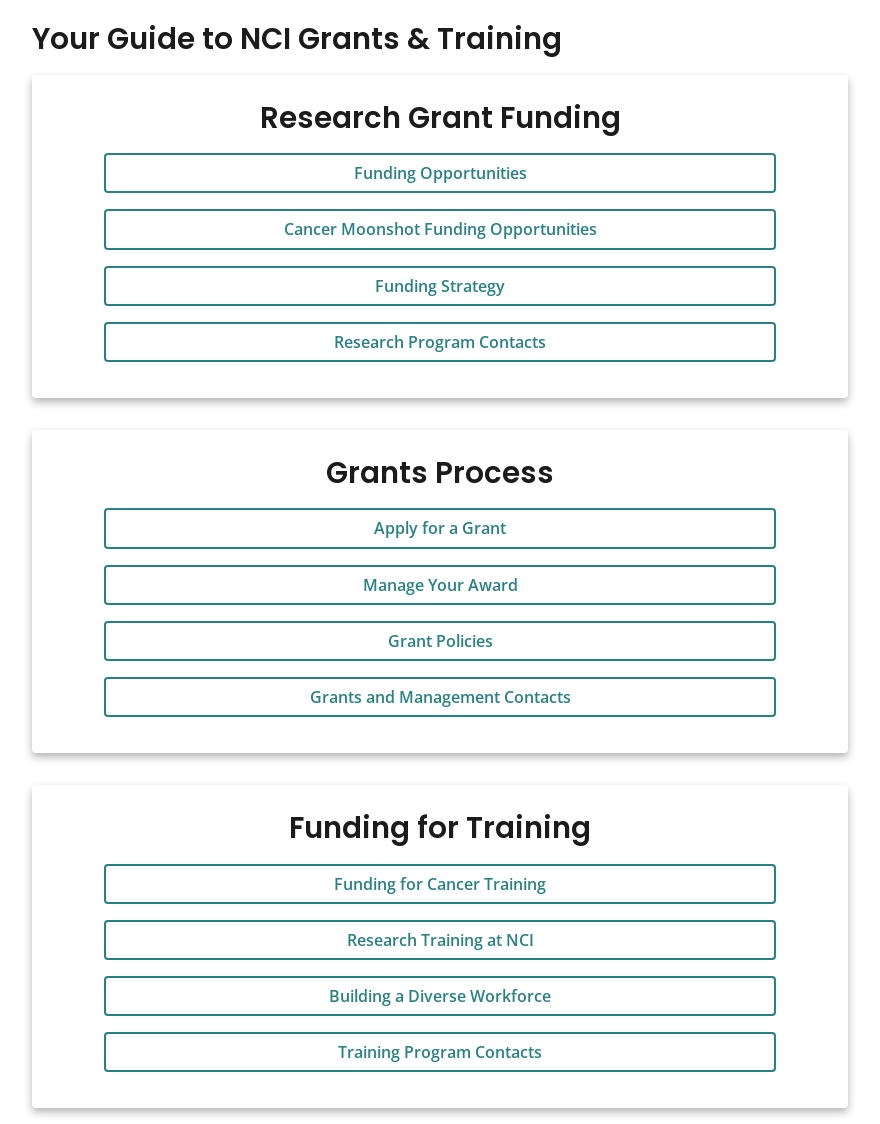 Your Guide to NCI Grants & Training
Research Grant Funding
Funding Opportunities
Cancer Moonshot Funding Opportunities
Funding Strategy
Research Program Contacts
Grants Process
Apply for a Grant
Manage Your Award
Grant Policies
Grants and Management Contacts
Funding for Training
Funding for Cancer Training
Research Training at NCI
Building a Diverse Workforce
Training Program Contacts